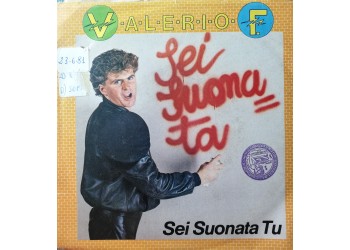 V·A·L·E·R·I·O· F
Sei
Suona=
ta
Sei Suonata Tu